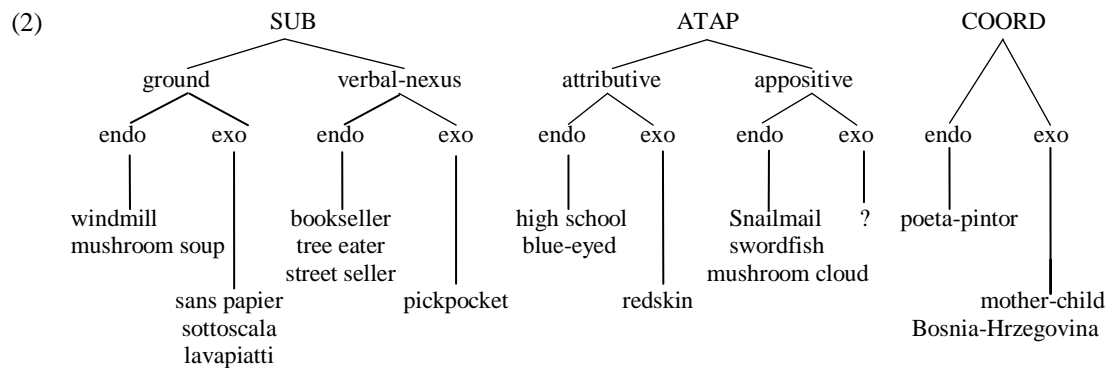 (2) SUB ATAP COORD
ground verbal-nexus attributive appositive
endo exo endo exo endo exo endo exo endo exo
windmill bookseller high school Snailmail ? poeta-pintor
mushroom soup tree eater blue-eyed swordfish
street seller mushroom cloud
sans papier pickpocket redskin mother-child
sottoscala Bosnia-Hrzegovina
lavapiatti